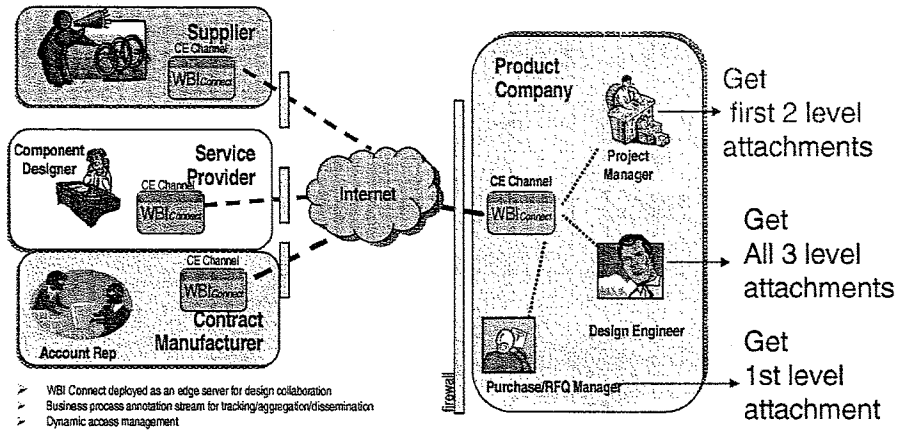 Supplier
CE Channel
WBI Connect
Component
Designer
Service
Provider
CE Channel
WBI Connect
CE Channel
WBI Connect
Contract
Manufacturer
Account Rep
Internet
firewall
Product
Company
Project
Manager
CE Channel
WBI Connect
Design Engineer
Purchase/RFQ Manager
Get
first 2 level
attachments
Get
All 3 level
attachments
Get
1st level
attachment
➢ WBI Connect deployed as an edge server for design collaboration
➢ Business process annotation stream for tracking/aggregation/dissemination
➢ Dynamic access management